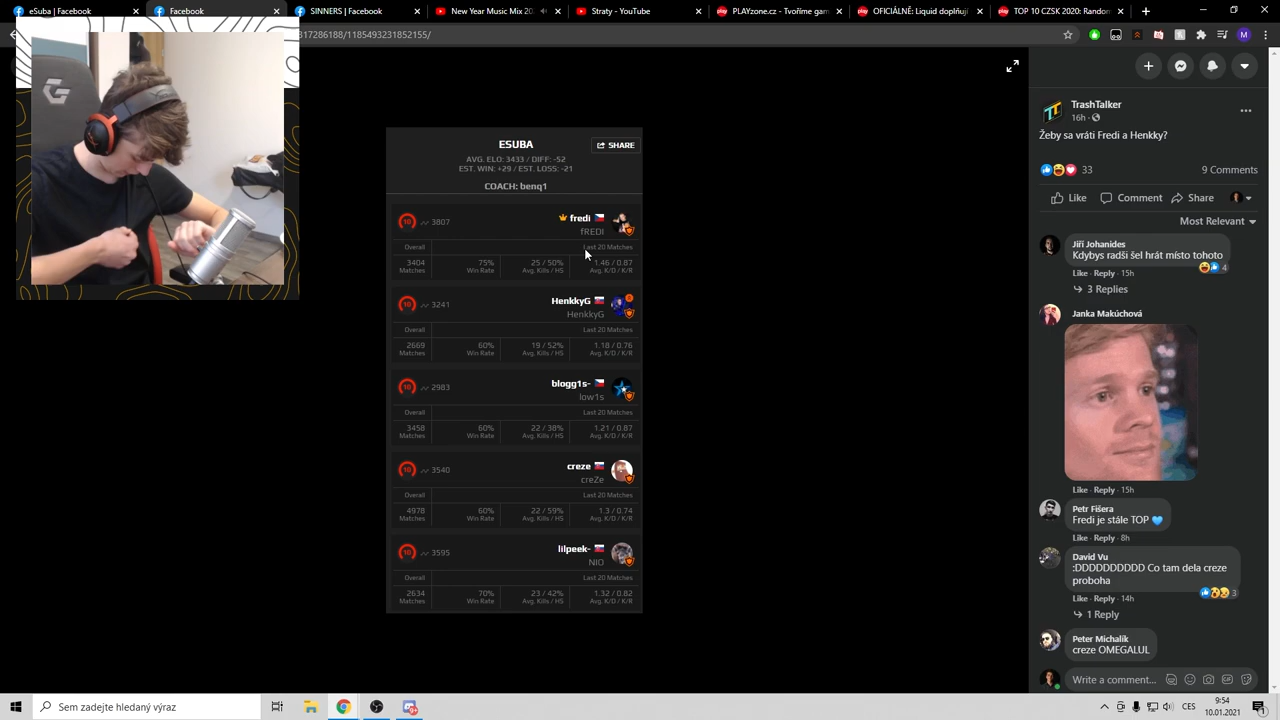 Facebook
Facebook
SINNERS | Facebook
New Year Music Mix 20
Straty - YouTube
PLAYzone.cz - Tvoříme gam
OFICIÁLNĚ: Liquid doplňují
TOP 10 CZSK 2020: Random
317286188/1185493231852155/
ESUBA
SHARE
AVG. ELO: 3433 / DIFF: -52
EST. WIN: +29 / EST. LOSS: -21
COACH: benq1
10 3807 fredi
fREDI
Overall Last 20 Matches
3404 75% 25 / 50% 1.46 / 0.87
Matches Win Rate Avg. Kills / HS Avg. K/D / K/R
10 3241 HenkkyG
HenkkyG
Overall Last 20 Matches
2669 60% 19 / 52% 1.18 / 0.76
Matches Win Rate Avg. Kills / HS Avg. K/D / K/R
10 2983 blogg1s-
low1s
Overall Last 20 Matches
3458 60% 22 / 38% 1.21 / 0.87
Matches Win Rate Avg. Kills / HS Avg. K/D / K/R
10 3540 creze
creZe
Overall Last 20 Matches
4978 60% 22 / 59% 1.3 / 0.74
Matches Win Rate Avg. Kills / HS Avg. K/D / K/R
10 3595 lilpeek-
NIO
Overall Last 20 Matches
2634 70% 23 / 42% 1.32 / 0.82
Matches Win Rate Avg. Kills / HS Avg. K/D / K/R
TrashTalker
16h
Žeby sa vráti Fredi a Henkky?
33 9 Comments
Like Comment Share
Most Relevant
Jiří Johanides
Kdybys radši šel hrát místo tohoto
4
Like · Reply · 15h
3 Replies
Janka Makúchová
Like · Reply · 15h
Petr Fišera
Fredi je stále TOP 💙
Like · Reply · 8h
David Vu
:DDDDDDDDDD Co tam dela creze
proboha
3
Like · Reply · 14h
1 Reply
Peter Michalík
creze OMEGALUL
Write a comment...
Sem zadejte hledaný výraz
CES
9:54
10.01.2021